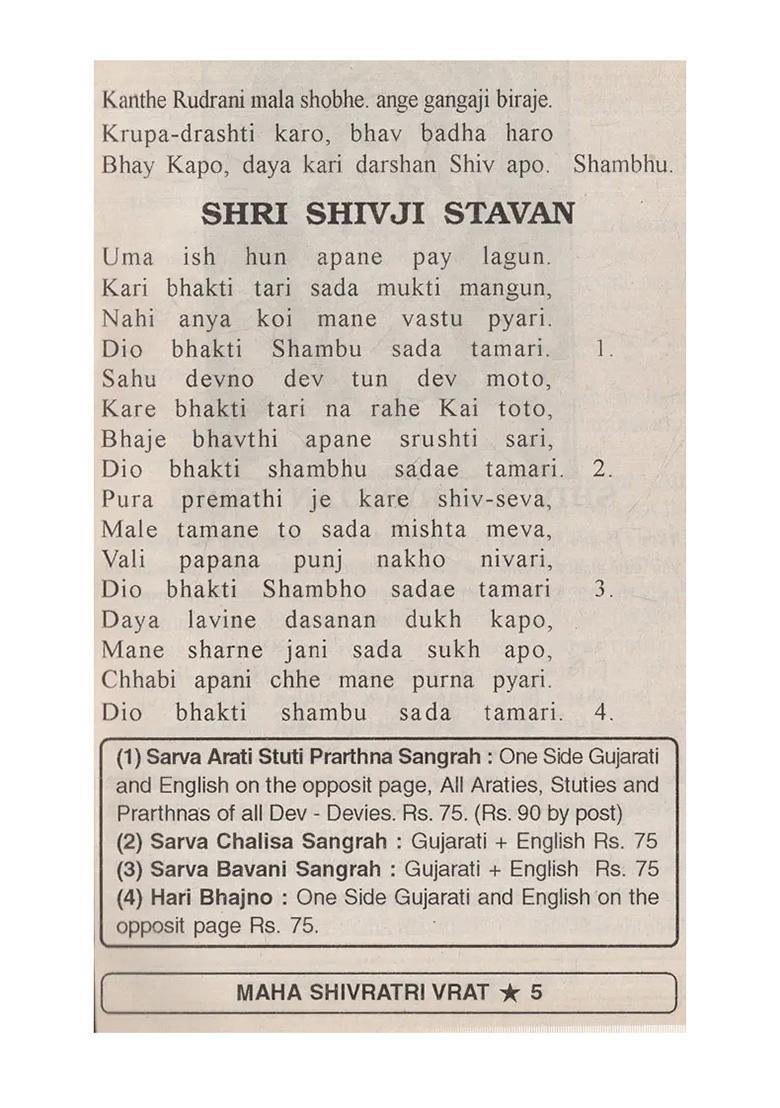 Kanthe Rudrani mala shobhe. ange gangaji biraje.
Krupa-drashti karo, bhav badha haro
Bhay Kapo, daya kari darshan Shiv apo. Shambhu.
SHRI SHIVJI STAVAN
Uma ish hun apane pay lagun.
Kari bhakti tari sada mukti mangun,
Nahi anya koi mane vastu pyari.
Dio bhakti Shambu sada tamari. 1.
Sahu devno dev tun dev moto,
Kare bhakti tari na rahe Kai toto,
Bhaje bhavthi apane srushti sari,
Dio bhakti shambhu sadae tamari. 2.
Pura premathi je kare shiv-seva,
Male tamane to sada mishta meva,
Vali papana punj nakho nivari,
Dio bhakti Shambho sadae tamari 3.
Daya lavine dasanan dukh kapo,
Mane sharne jani sada sukh apo,
Chhabi apani chhe mane purna pyari.
Dio bhakti shambu sada tamari. 4.
(1) Sarva Arati Stuti Prarthna Sangrah : One Side Gujarati
and English on the opposit page, All Araties, Stuties and
Prarthnas of all Dev - Devies. Rs. 75. (Rs. 90 by post)
(2) Sarva Chalisa Sangrah : Gujarati + English Rs. 75
(3) Sarva Bavani Sangrah : Gujarati + English Rs. 75
(4) Hari Bhajno : One Side Gujarati and English on the
opposit page Rs. 75.
MAHA SHIVRATRI VRAT ★ 5